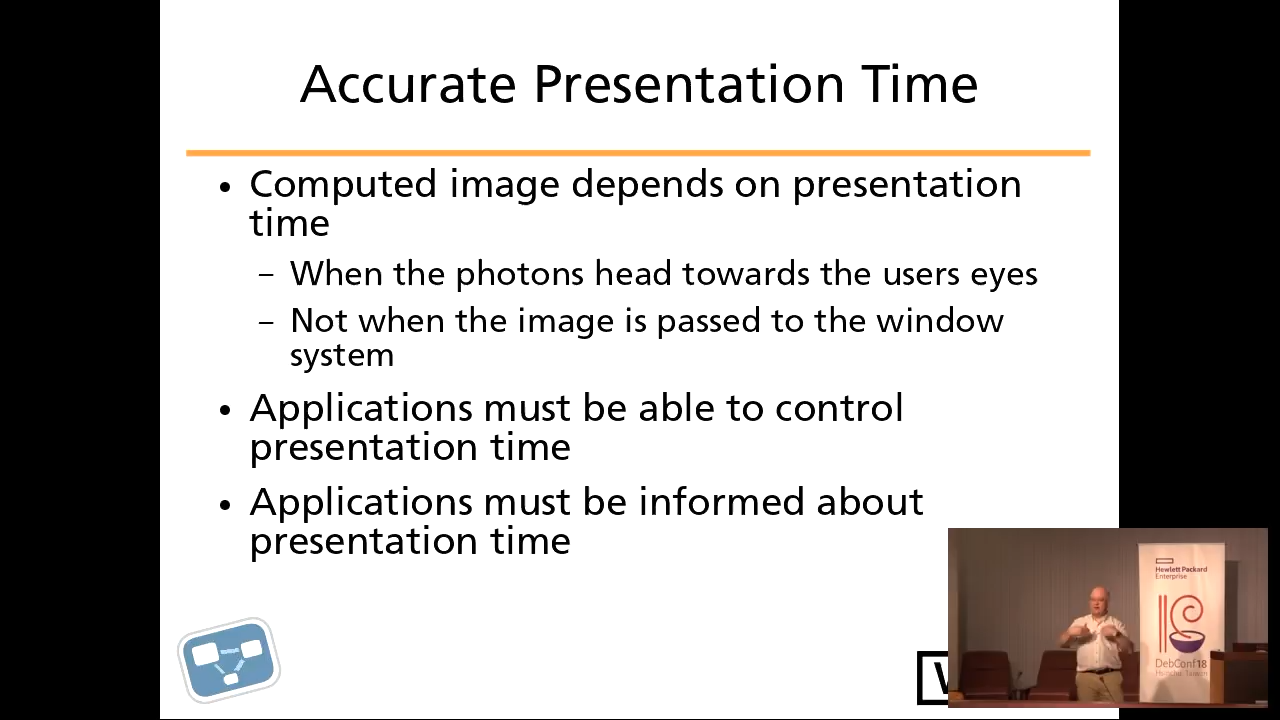 Accurate Presentation Time
• Computed image depends on presentation
time
– When the photons head towards the users eyes
– Not when the image is passed to the window
system
• Applications must be able to control
presentation time
• Applications must be informed about
presentation time
Hewlett Packard
Enterprise
DebConf18
Hsinchu, Taiwan